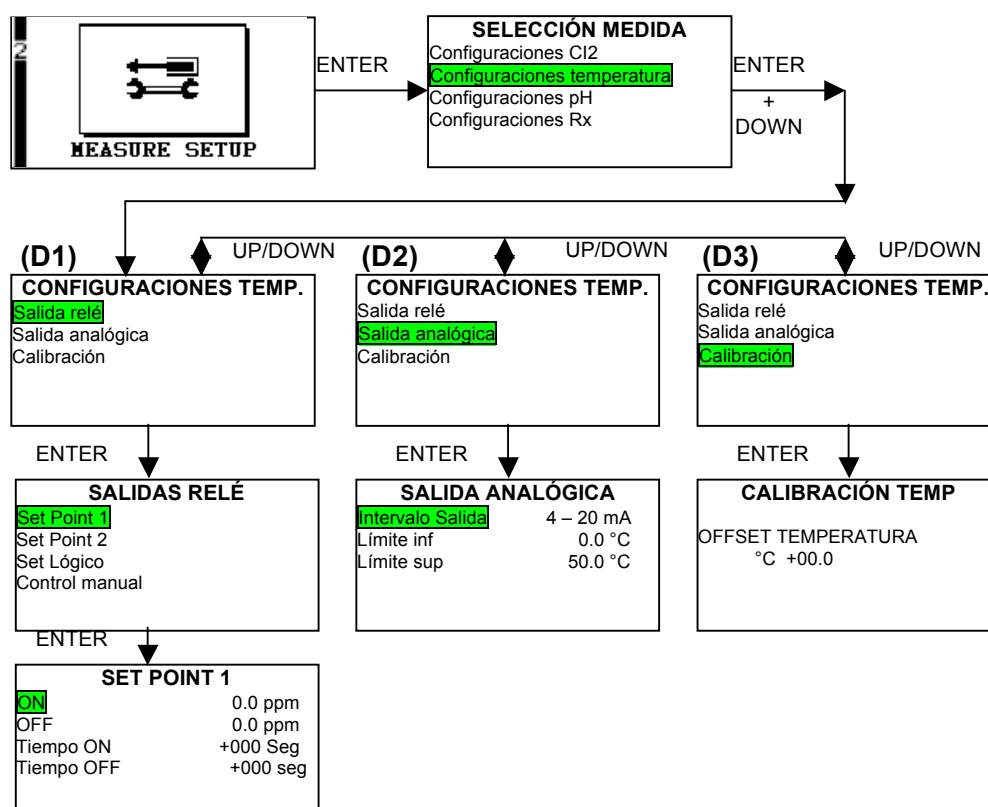 2
MEASURE SETUP
ENTER
SELECCIÓN MEDIDA
Configuraciones Cl2
Configuraciones temperatura
Configuraciones pH
Configuraciones Rx
ENTER
+
DOWN
(D1)
UP/DOWN
(D2)
UP/DOWN
(D3)
UP/DOWN
CONFIGURACIONES TEMP.
Salida relé
Salida analógica
Calibración
CONFIGURACIONES TEMP.
Salida relé
Salida analógica
Calibración
CONFIGURACIONES TEMP.
Salida relé
Salida analógica
Calibración
ENTER
ENTER
ENTER
SALIDAS RELÉ
Set Point 1
Set Point 2
Set Lógico
Control manual
SALIDA ANALÓGICA
Intervalo Salida 4 – 20 mA
Límite inf 0.0 °C
Límite sup 50.0 °C
CALIBRACIÓN TEMP
OFFSET TEMPERATURA
°C +00.0
ENTER
SET POINT 1
ON 0.0 ppm
OFF 0.0 ppm
Tiempo ON +000 Seg
Tiempo OFF +000 seg